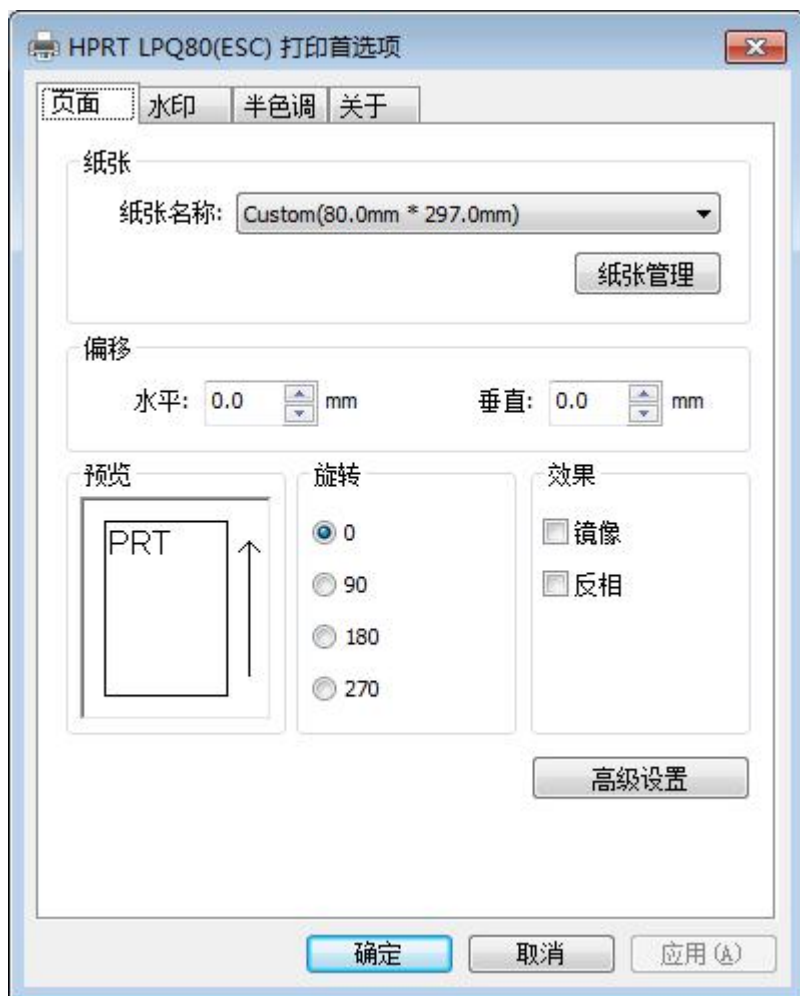 HPRT LPQ80(ESC) 打印首选项
页面 水印 半色调 关于
纸张
纸张名称: Custom(80.0mm * 297.0mm)
纸张管理
偏移
水平: 0.0 mm 垂直: 0.0 mm
预览 旋转 效果
PRT 0 镜像
90 反相
180
270
高级设置
确定 取消 应用(A)